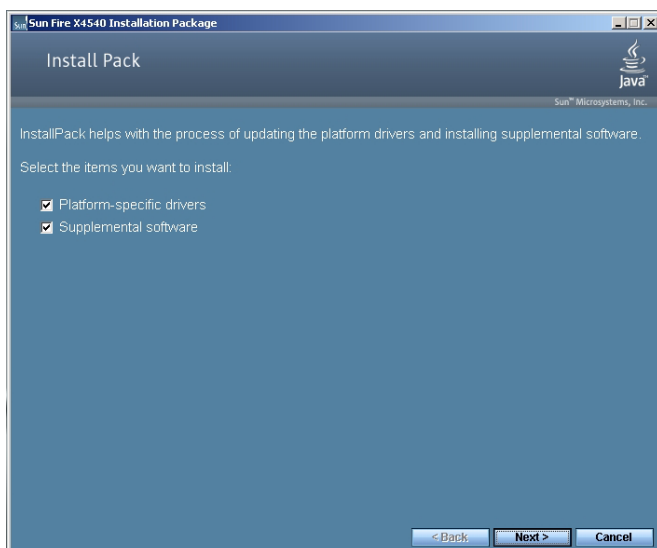 Sun Sun Fire X4540 Installation Package
Install Pack
Java™
Sun™ Microsystems, Inc.
InstallPack helps with the process of updating the platform drivers and installing supplemental software.
Select the items you want to install:
Platform-specific drivers
Supplemental software
< Back Next > Cancel